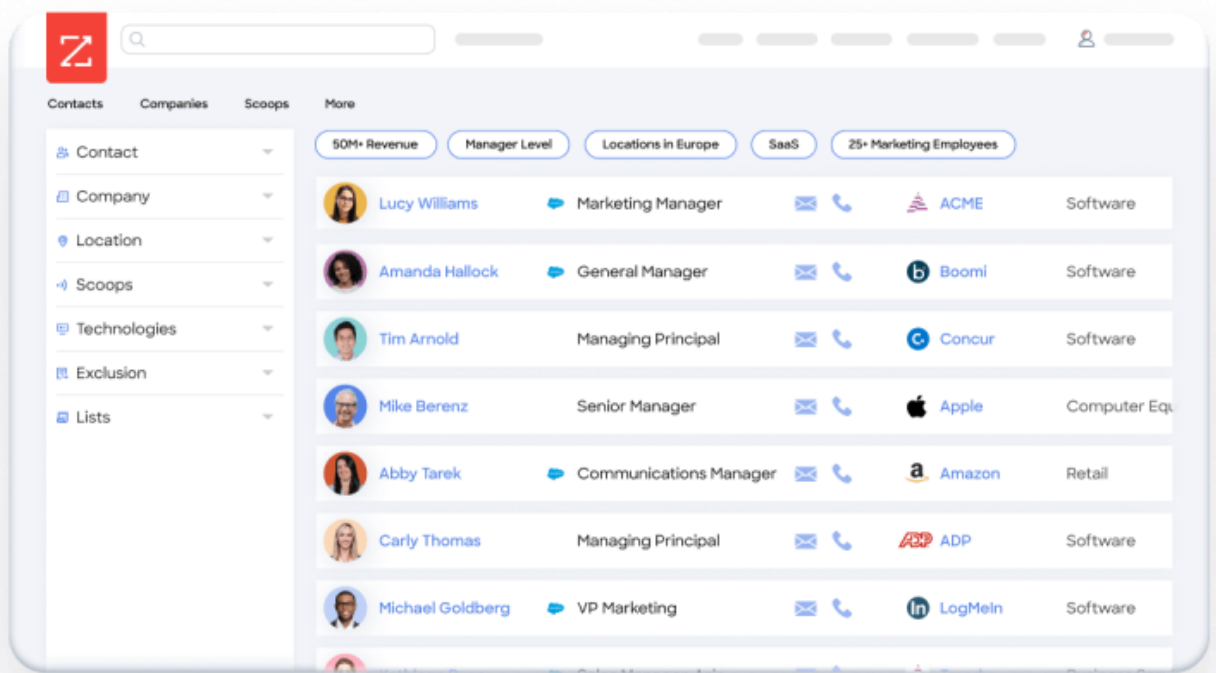 Contacts Companies Scoops More
Contact
Company
Location
Scoops
Technologies
Exclusion
Lists
50M+ Revenue Manager Level Locations in Europe SaaS 25+ Marketing Employees
Lucy Williams Marketing Manager ACME Software
Amanda Hallock General Manager Boomi Software
Tim Arnold Managing Principal Concur Software
Mike Berenz Senior Manager Apple Computer Equ
Abby Tarek Communications Manager Amazon Retail
Carly Thomas Managing Principal ADP ADP Software
Michael Goldberg VP Marketing LogMeIn Software